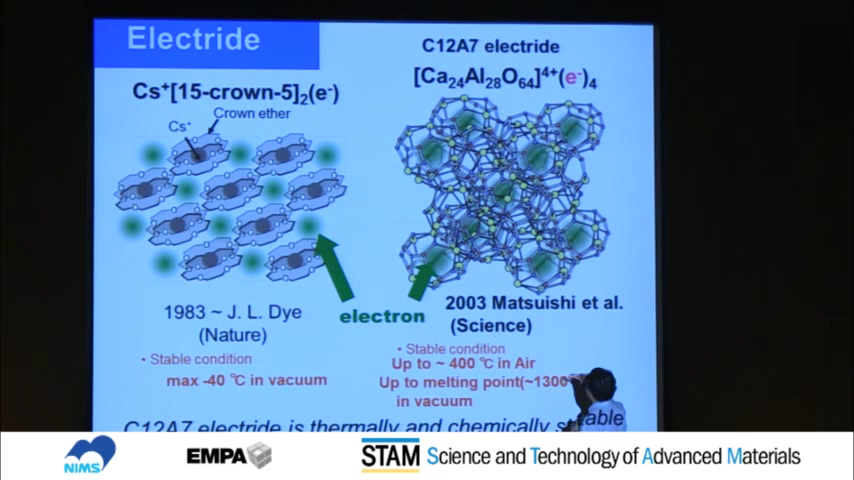 Electride
C12A7 electride
[Ca24Al28O64]4+(e-)4
Cs+[15-crown-5]2(e-)
Crown ether
Cs+
electron
1983 ~ J. L. Dye
(Nature)
• Stable condition
max -40 ℃ in vacuum
2003 Matsuishi et al.
(Science)
• Stable condition
Up to ~ 400 ℃ in Air
Up to melting point(~1300
in vacuum
C12A7 electride is thermally and chemically stable
NIMS
EMPA
STAM Science and Technology of Advanced Materials